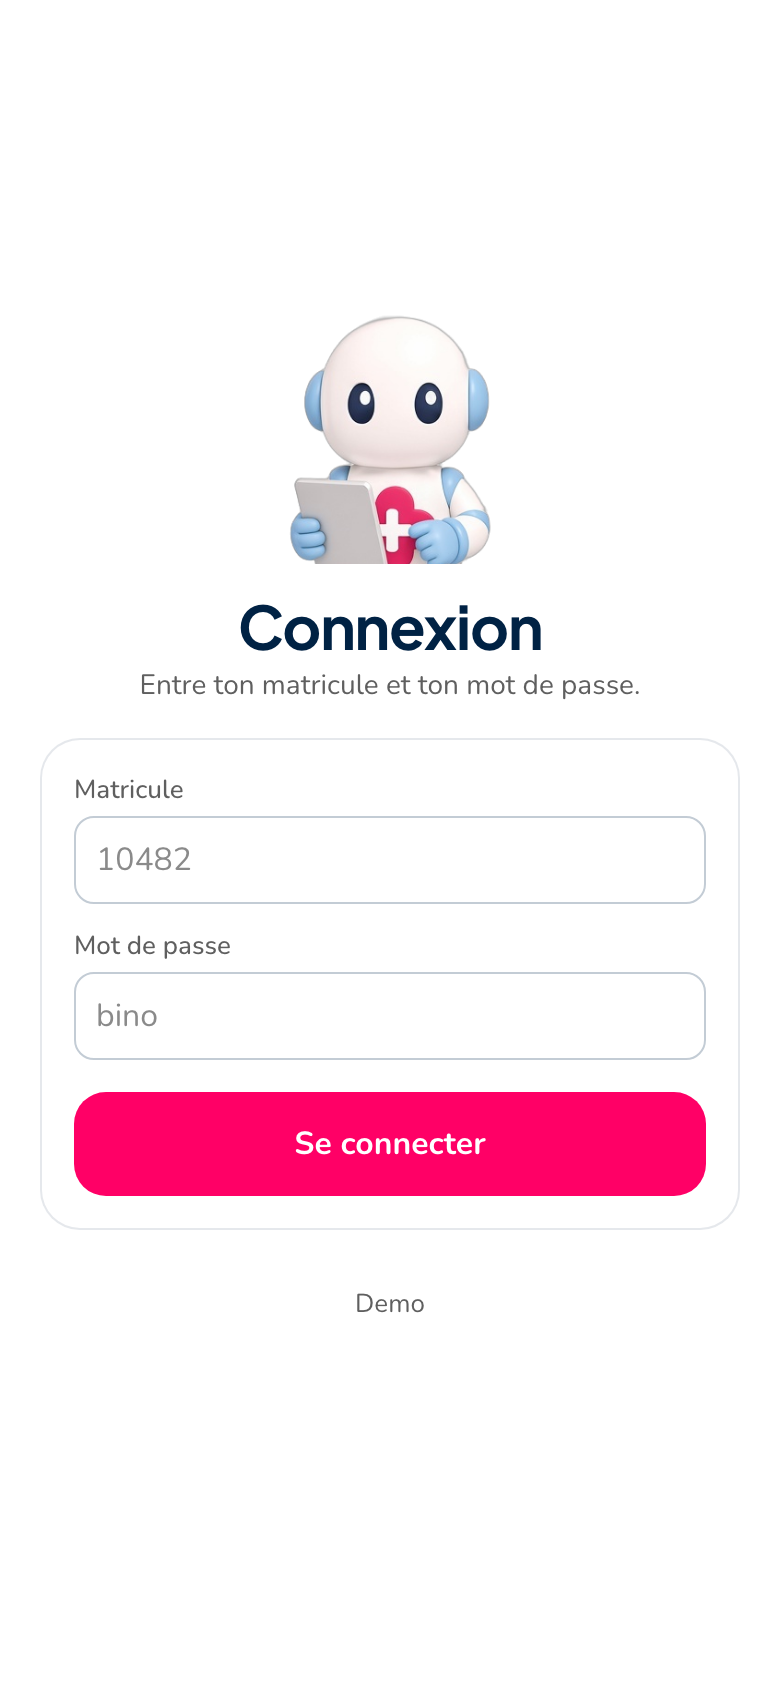 Connexion
Entre ton matricule et ton mot de passe.
Matricule
10482
Mot de passe
bino
Se connecter
Demo